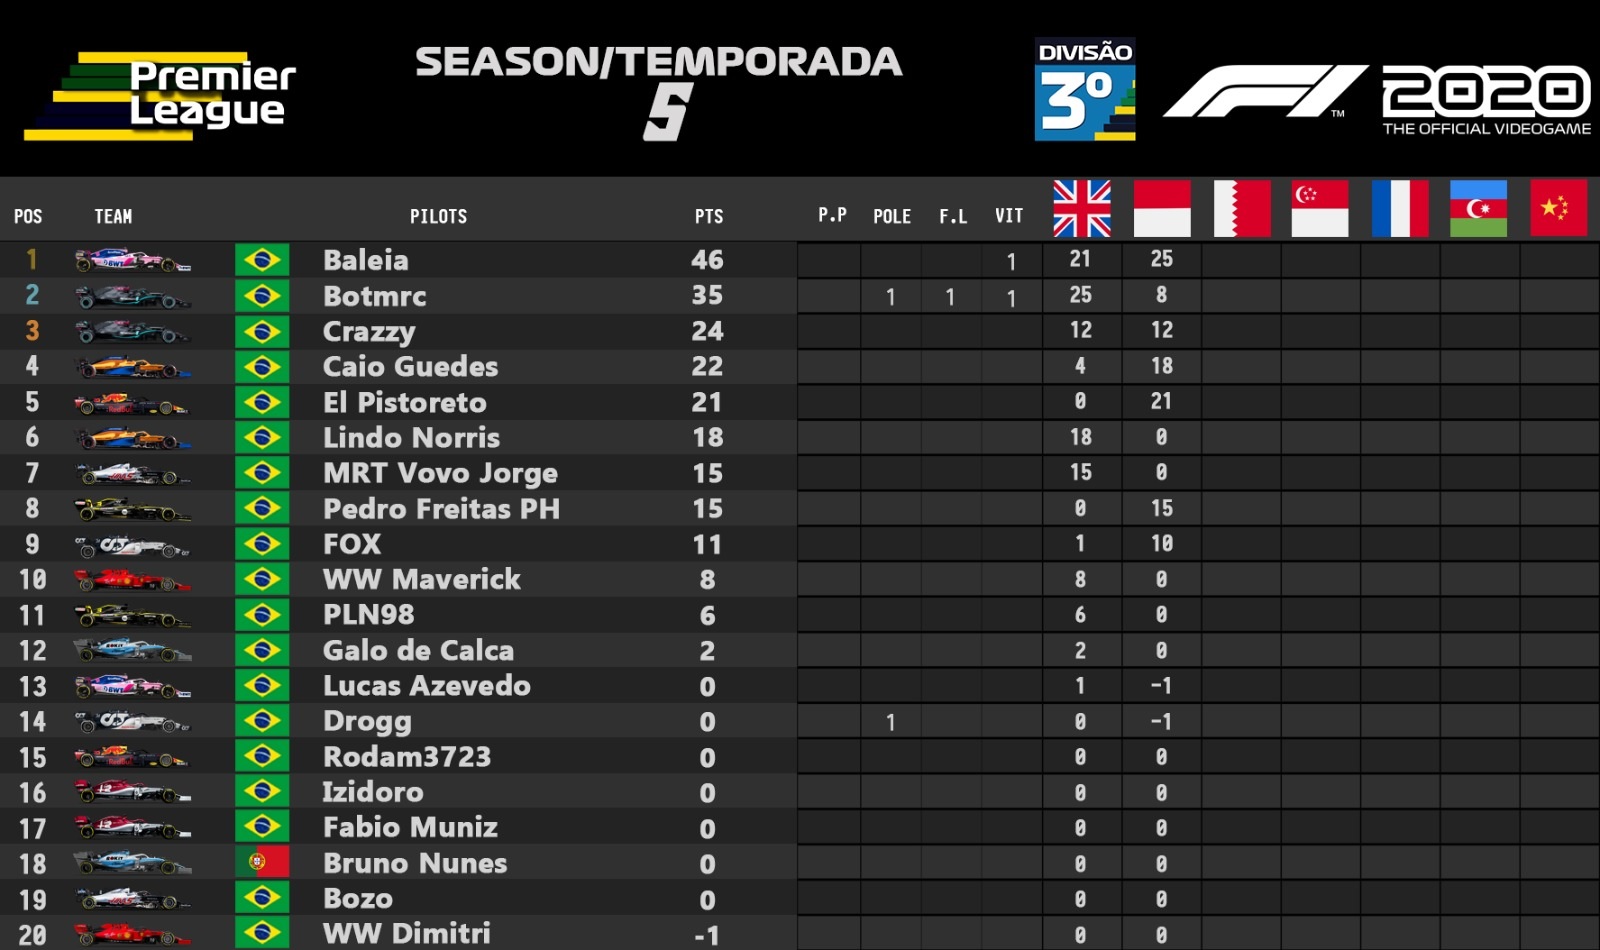 Premier
League
SEASON/TEMPORADA
5
DIVISÃO
3º
F1 ™ 2020
THE OFFICIAL VIDEOGAME
POS TEAM PILOTS PTS P.P POLE F.L VIT
1 Baleia 46 1 21 25
2 Botmrc 35 1 1 1 25 8
3 Crazzy 24 12 12
4 Caio Guedes 22 4 18
5 El Pistoreto 21 0 21
6 Lindo Norris 18 18 0
7 MRT Vovo Jorge 15 15 0
8 Pedro Freitas PH 15 0 15
9 FOX 11 1 10
10 WW Maverick 8 8 0
11 PLN98 6 6 0
12 Galo de Calca 2 2 0
13 Lucas Azevedo 0 1 -1
14 Drogg 0 1 0 -1
15 Rodam3723 0 0 0
16 Izidoro 0 0 0
17 Fabio Muniz 0 0 0
18 Bruno Nunes 0 0 0
19 Bozo 0 0 0
20 WW Dimitri -1 0 0